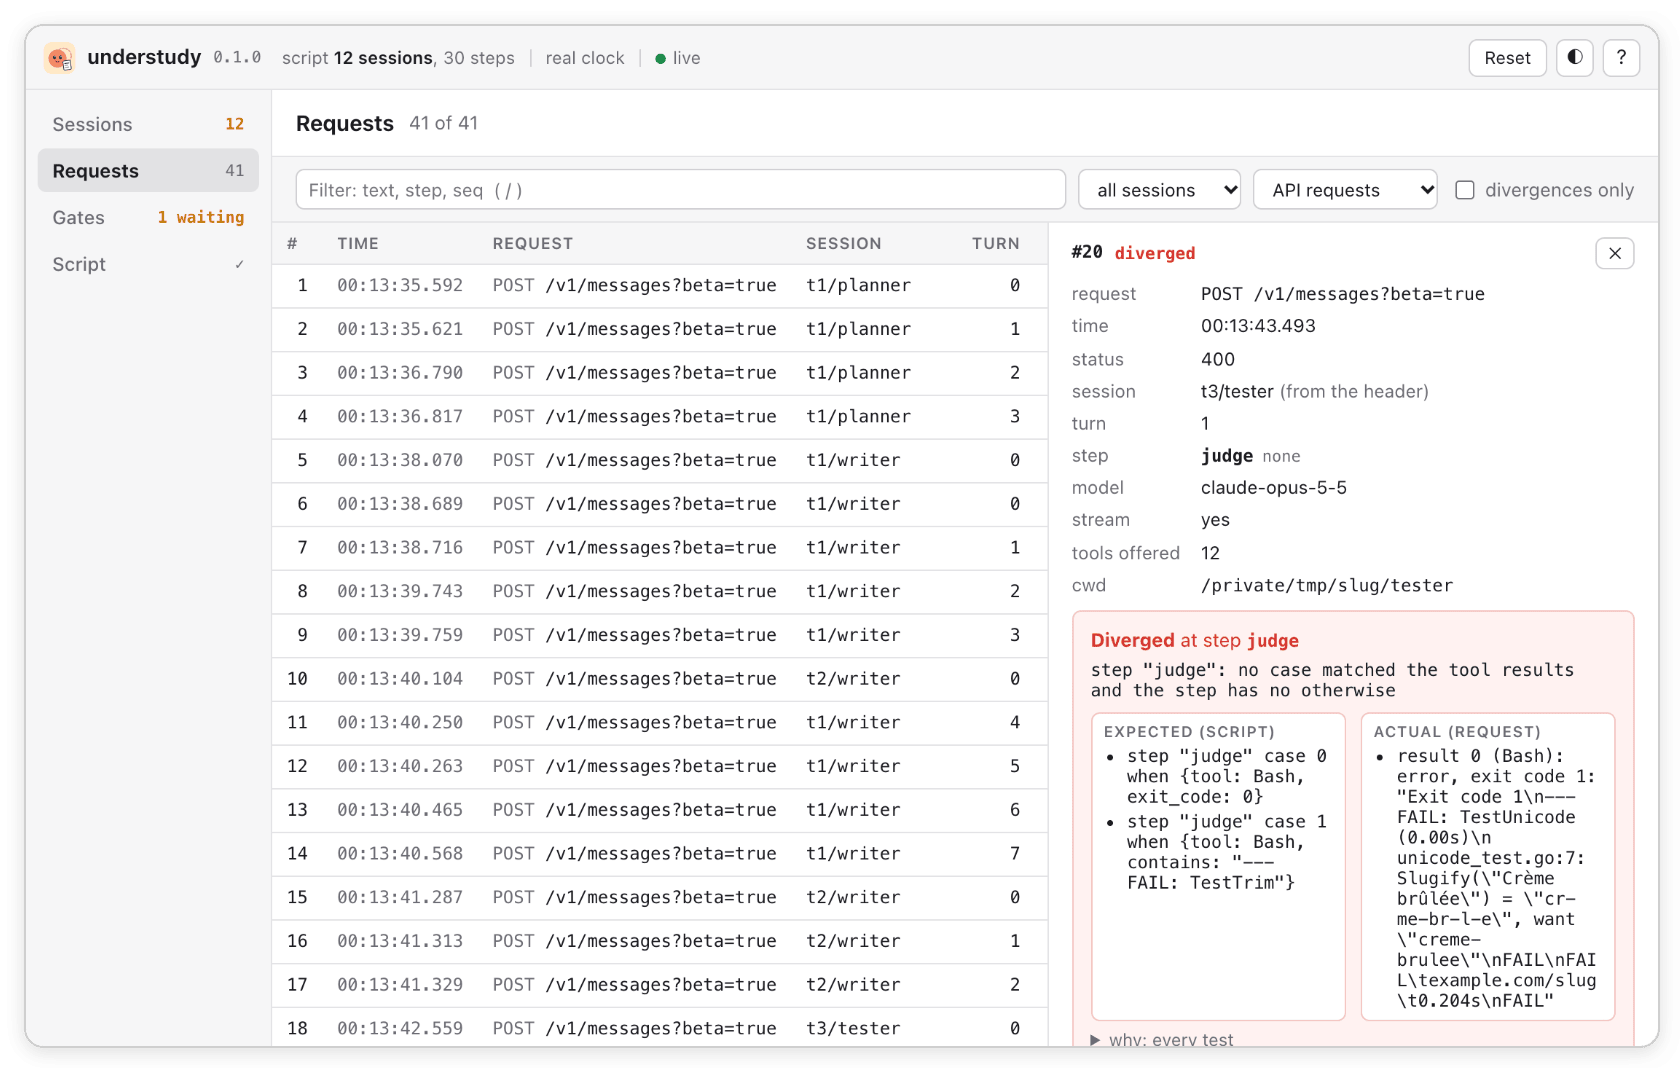 understudy 0.1.0 script 12 sessions, 30 steps real clock live Reset ?
Sessions 12
Requests 41
Gates 1 waiting
Script ✓
Requests 41 of 41
Filter: text, step, seq ( / ) all sessions API requests divergences only
# TIME REQUEST SESSION TURN
1 00:13:35.592 POST /v1/messages?beta=true t1/planner 0
2 00:13:35.621 POST /v1/messages?beta=true t1/planner 1
3 00:13:36.790 POST /v1/messages?beta=true t1/planner 2
4 00:13:36.817 POST /v1/messages?beta=true t1/planner 3
5 00:13:38.070 POST /v1/messages?beta=true t1/writer 0
6 00:13:38.689 POST /v1/messages?beta=true t1/writer 0
7 00:13:38.716 POST /v1/messages?beta=true t1/writer 1
8 00:13:39.743 POST /v1/messages?beta=true t1/writer 2
9 00:13:39.759 POST /v1/messages?beta=true t1/writer 3
10 00:13:40.104 POST /v1/messages?beta=true t2/writer 0
11 00:13:40.250 POST /v1/messages?beta=true t1/writer 4
12 00:13:40.263 POST /v1/messages?beta=true t1/writer 5
13 00:13:40.465 POST /v1/messages?beta=true t1/writer 6
14 00:13:40.568 POST /v1/messages?beta=true t1/writer 7
15 00:13:41.287 POST /v1/messages?beta=true t2/writer 0
16 00:13:41.313 POST /v1/messages?beta=true t2/writer 1
17 00:13:41.329 POST /v1/messages?beta=true t2/writer 2
18 00:13:42.559 POST /v1/messages?beta=true t3/tester 0
#20 diverged ×
request POST /v1/messages?beta=true
time 00:13:43.493
status 400
session t3/tester (from the header)
turn 1
step judge none
model claude-opus-5-5
stream yes
tools offered 12
cwd /private/tmp/slug/tester
Diverged at step judge
step "judge": no case matched the tool results
and the step has no otherwise
EXPECTED (SCRIPT)
• step "judge" case 0
when {tool: Bash,
exit_code: 0}
• step "judge" case 1
when {tool: Bash,
contains: "---
FAIL: TestTrim"}
ACTUAL (REQUEST)
• result 0 (Bash):
error, exit code 1:
"Exit code 1\n---
FAIL: TestUnicode
(0.00s)\n
unicode_test.go:7:
Slugify(\"Crème
brûlée\") = \"cr-
me-br-l-e\", want
\"creme-
brulee\"\nFAIL\nFAI
L\texample.com/slug
\t0.204s\nFAIL"
▶ why: every test